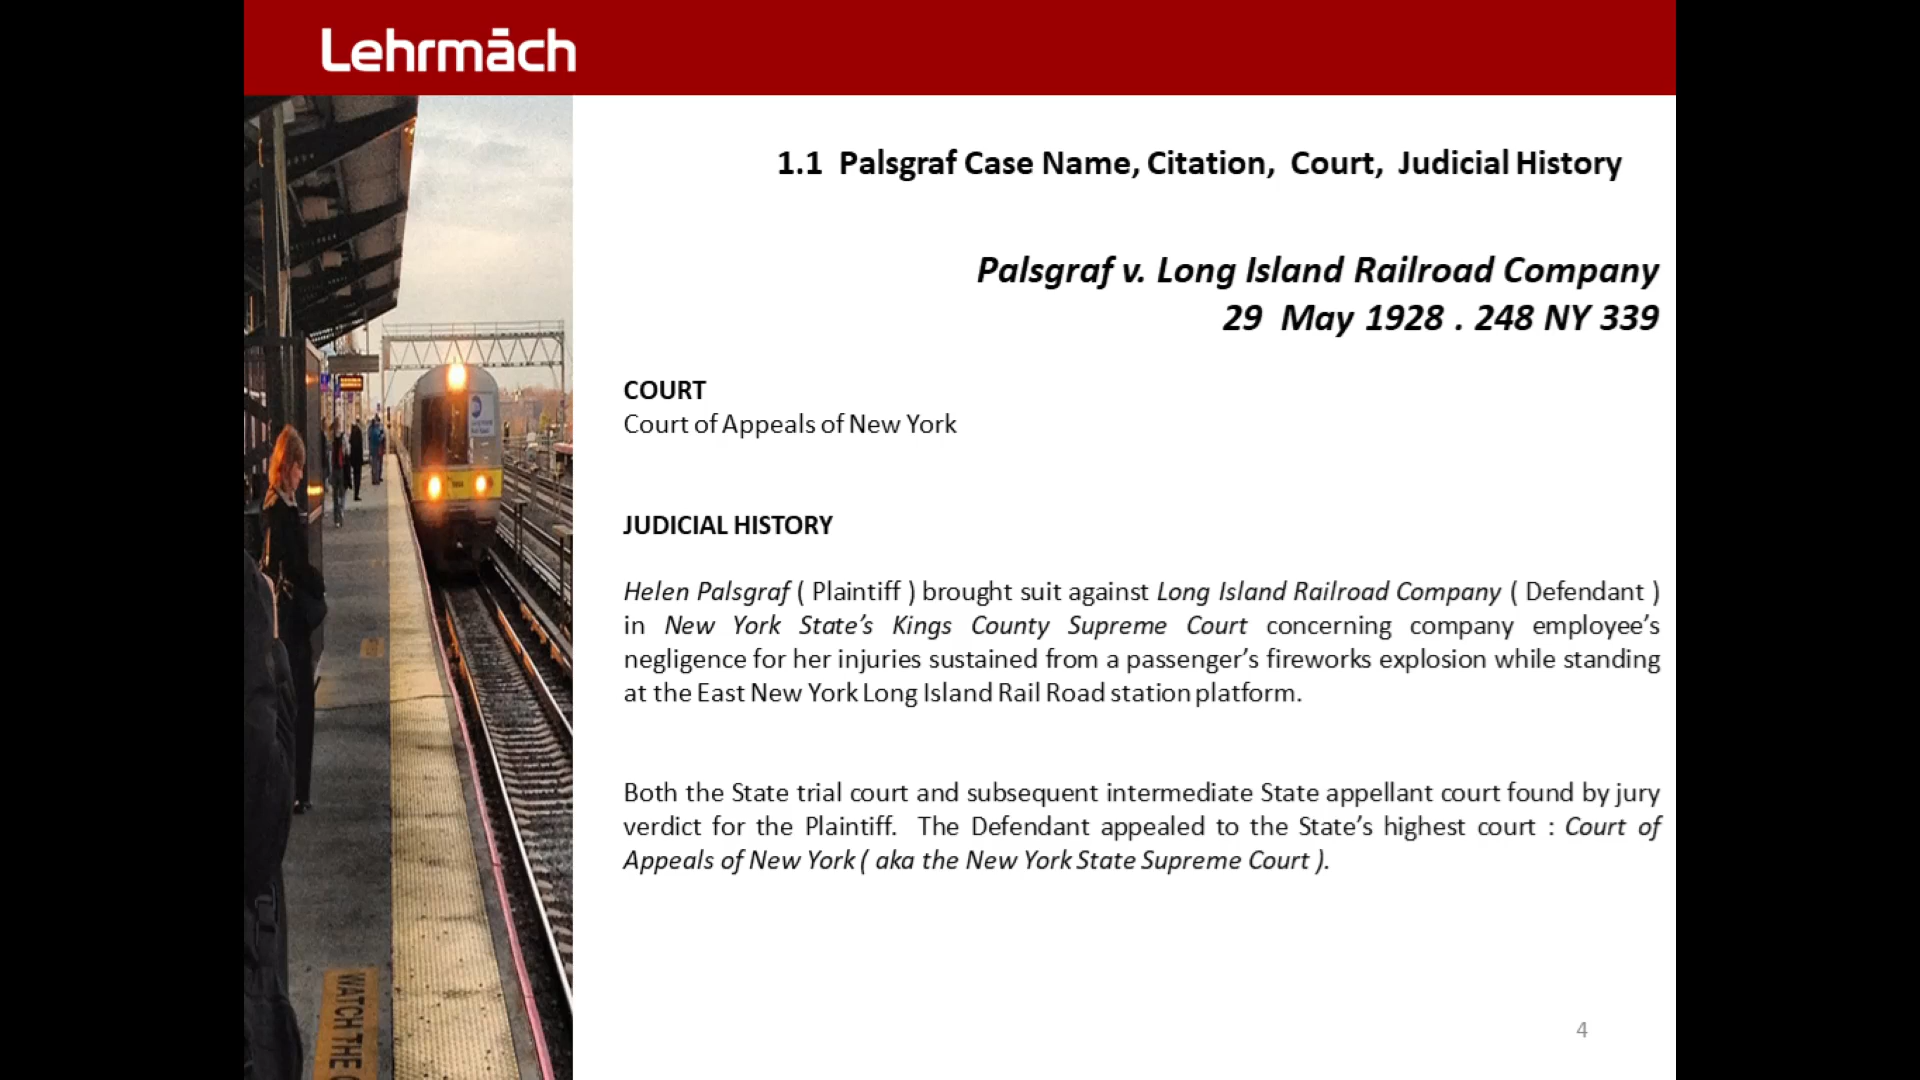 Lehrmāch
1.1 Palsgraf Case Name, Citation, Court, Judicial History
Palsgraf v. Long Island Railroad Company
29 May 1928 . 248 NY 339
COURT
Court of Appeals of New York
JUDICIAL HISTORY
Helen Palsgraf ( Plaintiff ) brought suit against Long Island Railroad Company ( Defendant )
in New York State’s Kings County Supreme Court concerning company employee’s
negligence for her injuries sustained from a passenger’s fireworks explosion while standing
at the East New York Long Island Rail Road station platform.
Both the State trial court and subsequent intermediate State appellant court found by jury
verdict for the Plaintiff. The Defendant appealed to the State’s highest court : Court of
Appeals of New York ( aka the New York State Supreme Court ).
WATCH THE
4